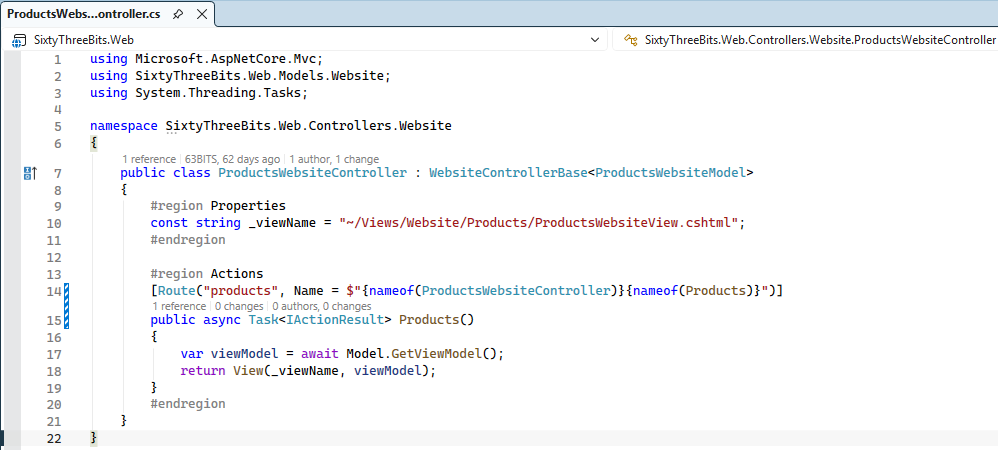 ProductsWebs...ontroller.cs
SixtyThreeBits.Web
SixtyThreeBits.Web.Controllers.Website.ProductsWebsiteController
1 using Microsoft.AspNetCore.Mvc;
2 using SixtyThreeBits.Web.Models.Website;
3 using System.Threading.Tasks;
4
5 namespace SixtyThreeBits.Web.Controllers.Website
6 {
1 reference | 63BITS, 62 days ago | 1 author, 1 change
7 public class ProductsWebsiteController : WebsiteControllerBase<ProductsWebsiteModel>
8 {
9 #region Properties
10 const string _viewName = "~/Views/Website/Products/ProductsWebsiteView.cshtml";
11 #endregion
12
13 #region Actions
14 [Route("products", Name = $"{nameof(ProductsWebsiteController)}{nameof(Products)}")]
1 reference | 0 changes | 0 authors, 0 changes
15 public async Task<IActionResult> Products()
16 {
17 var viewModel = await Model.GetViewModel();
18 return View(_viewName, viewModel);
19 }
20 #endregion
21 }
22 }